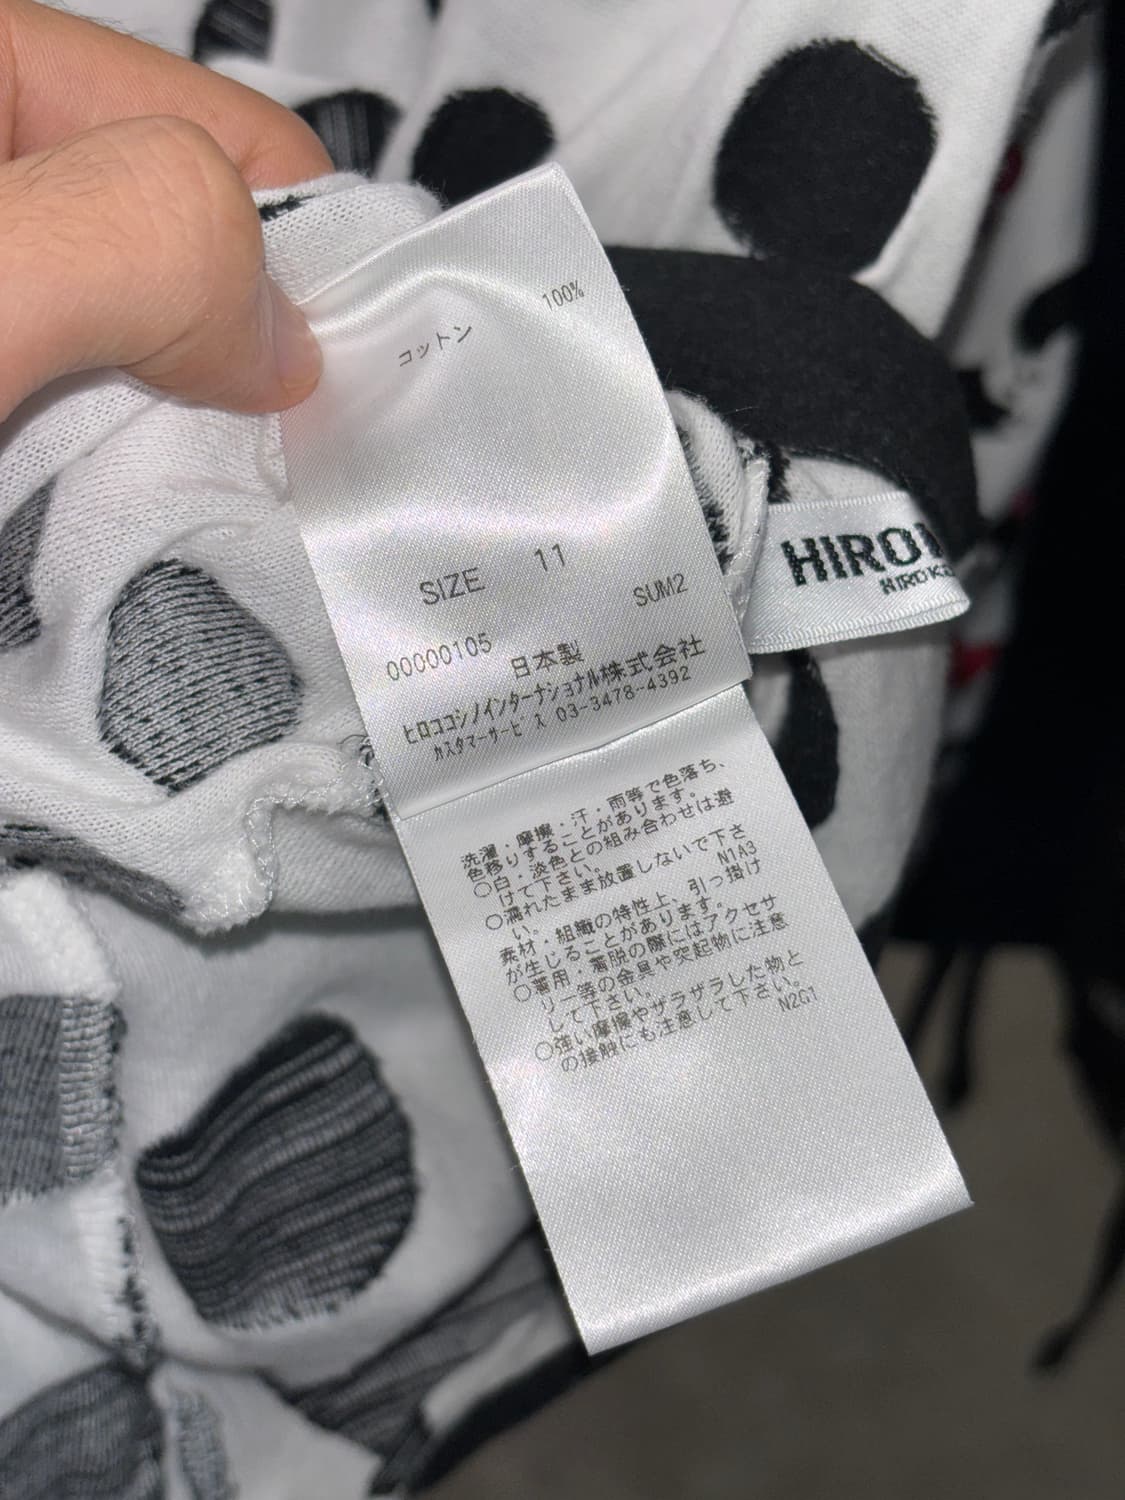 コットン 100%
SIZE 11
SUM2
00000105 日本製
ヒロココシノインターナショナル株式会社
カスタマーサービス 03-3478-4392
洗濯・摩擦・汗・雨等で色落ち、
色移りすることがあります。
○白・淡色との組み合わせは避
けて下さい。
○濡れたまま放置しないで下さ
い。 N1A3
素材・組織の特性上、引っ掛け
が生じることがあります。
○着用・着脱の際にはアクセサ
リー等の金具や突起物に注意
して下さい。
○強い摩擦やザラザラした物と
の接触にも注意して下さい。
N2G1
HIRO
HIROKO